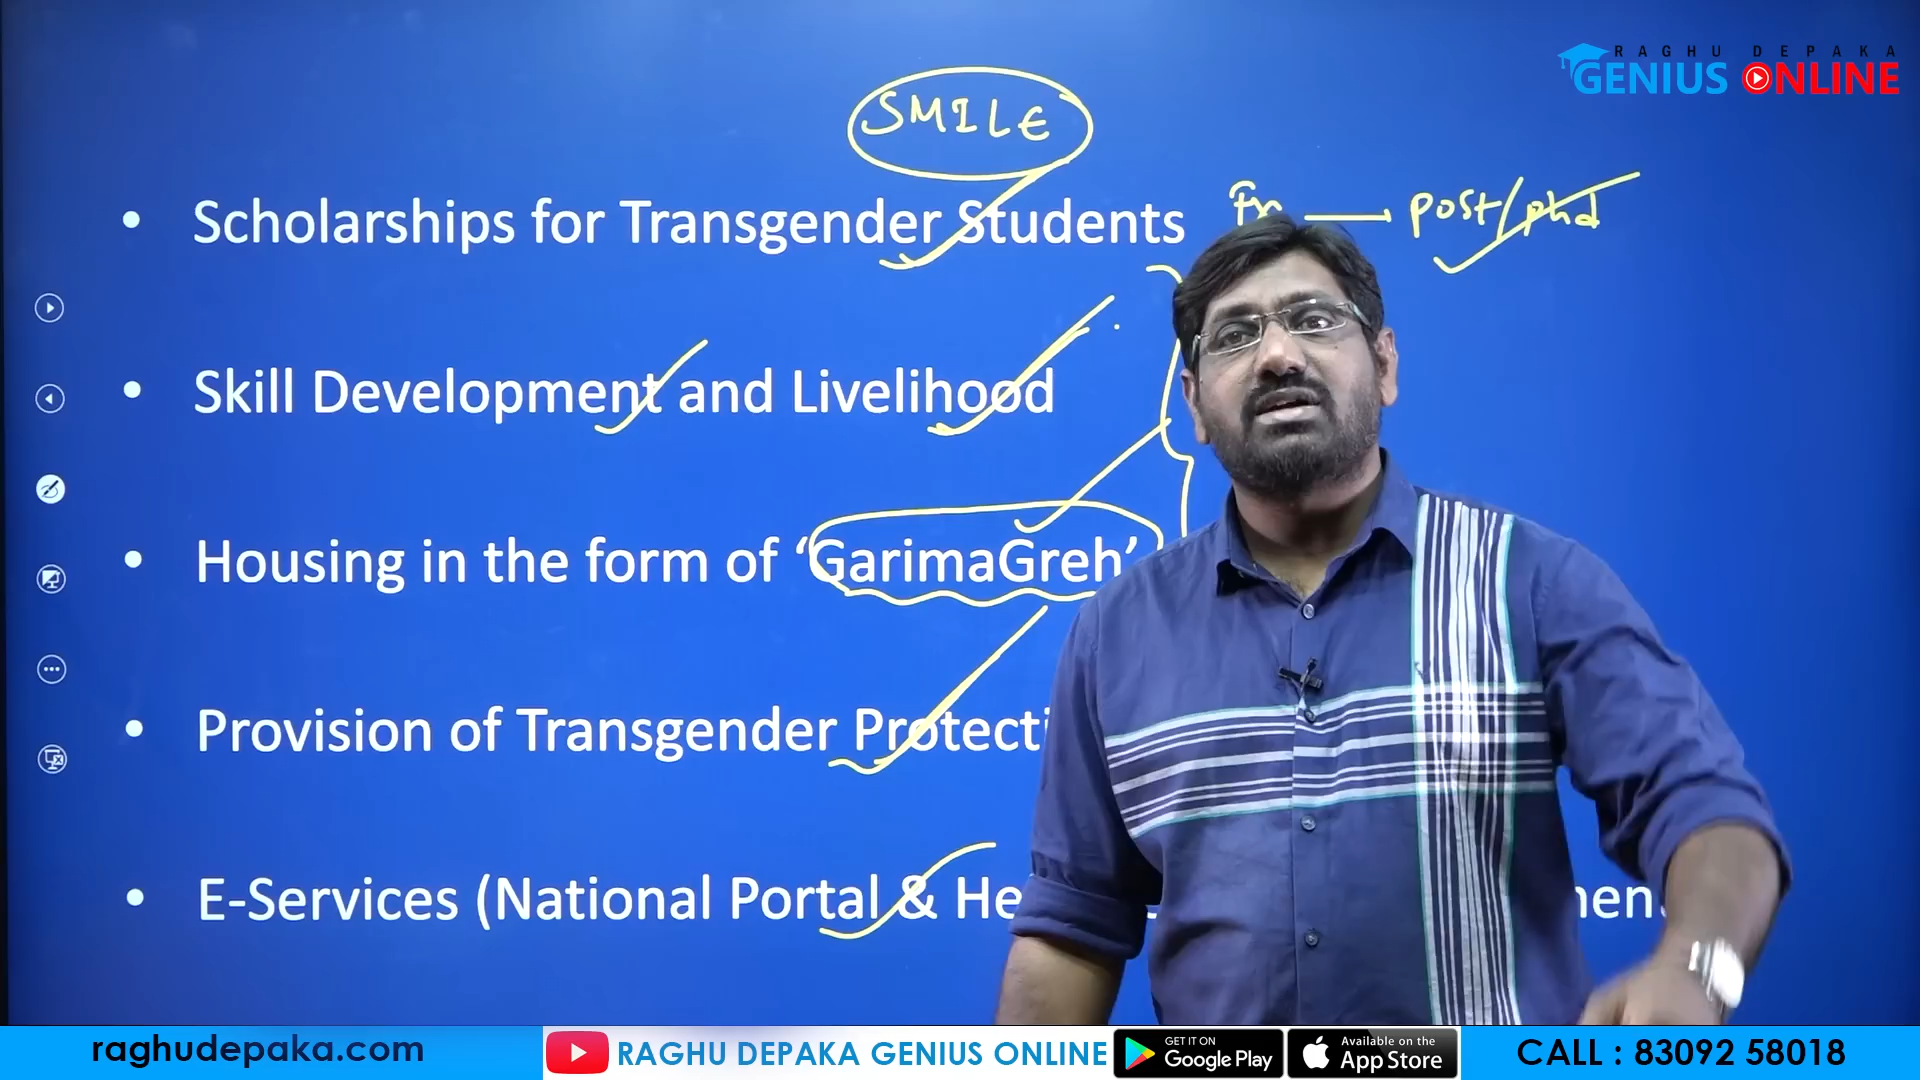 RAGHU DEPAKA
GENIUS ONLINE
SMILE
• Scholarships for Transgender Students
post/phd
• Skill Development and Livelihood
• Housing in the form of ‘GarimaGreh’
• Provision of Transgender Protecti
• E-Services (National Portal & He
raghudepaka.com
RAGHU DEPAKA GENIUS ONLINE
GET IT ON
Google Play
Available on the
App Store
CALL : 83092 58018